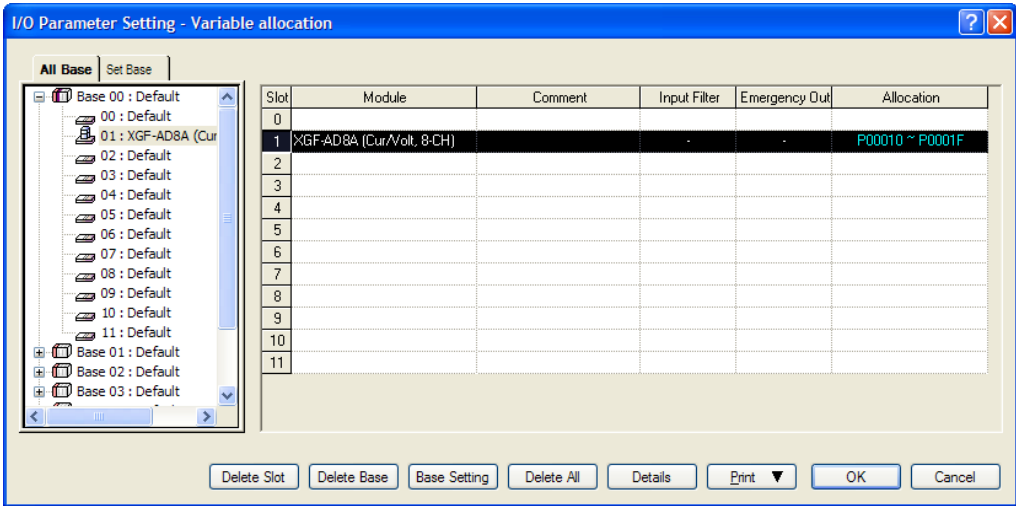 I/O Parameter Setting - Variable allocation
All Base Set Base
Base 00 : Default
00 : Default
01 : XGF-AD8A (Cur
02 : Default
03 : Default
04 : Default
05 : Default
06 : Default
07 : Default
08 : Default
09 : Default
10 : Default
11 : Default
Base 01 : Default
Base 02 : Default
Base 03 : Default
Slot Module Comment Input Filter Emergency Out Allocation
0
1 XGF-AD8A (Cur/Volt, 8-CH) - - P00010 ~ P0001F
2
3
4
5
6
7
8
9
10
11
Delete Slot Delete Base Base Setting Delete All Details Print ▼ OK Cancel